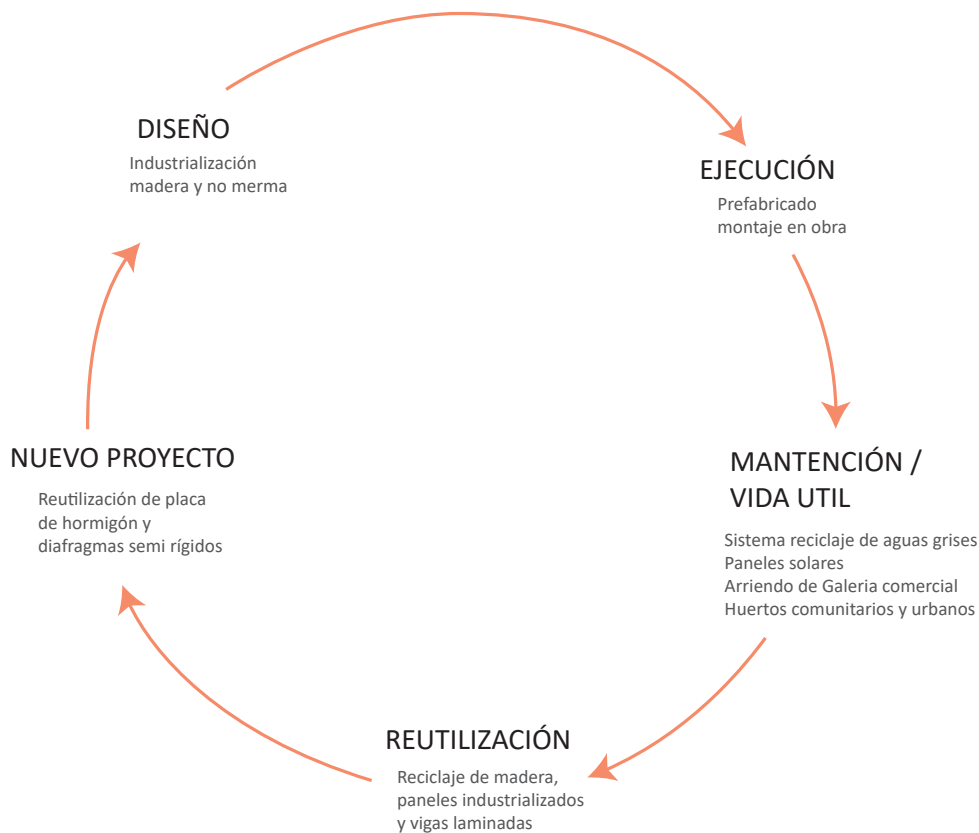 DISEÑO
Industrialización
madera y no merma
EJECUCIÓN
Prefabricado
montaje en obra
MANTENCIÓN /
VIDA UTIL
Sistema reciclaje de aguas grises
Paneles solares
Arriendo de Galeria comercial
Huertos comunitarios y urbanos
REUTILIZACIÓN
Reciclaje de madera,
paneles industrializados
y vigas laminadas
NUEVO PROYECTO
Reutilización de placa
de hormigón y
diafragmas semi rígidos